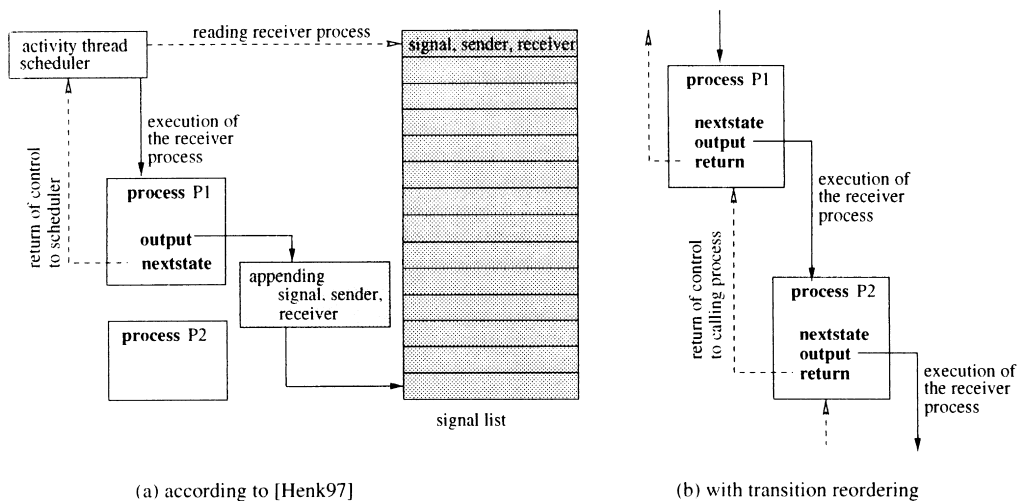 activity thread
scheduler
reading receiver process
signal, sender, receiver
execution of
the receiver
process
return of control
to scheduler
process P1
output
nextstate
appending
signal, sender,
receiver
process P2
signal list
(a) according to [Henk97]
process P1
nextstate
output
return
execution of
the receiver
process
return of control
to calling process
process P2
nextstate
output
return
execution of
the receiver
process
(b) with transition reordering